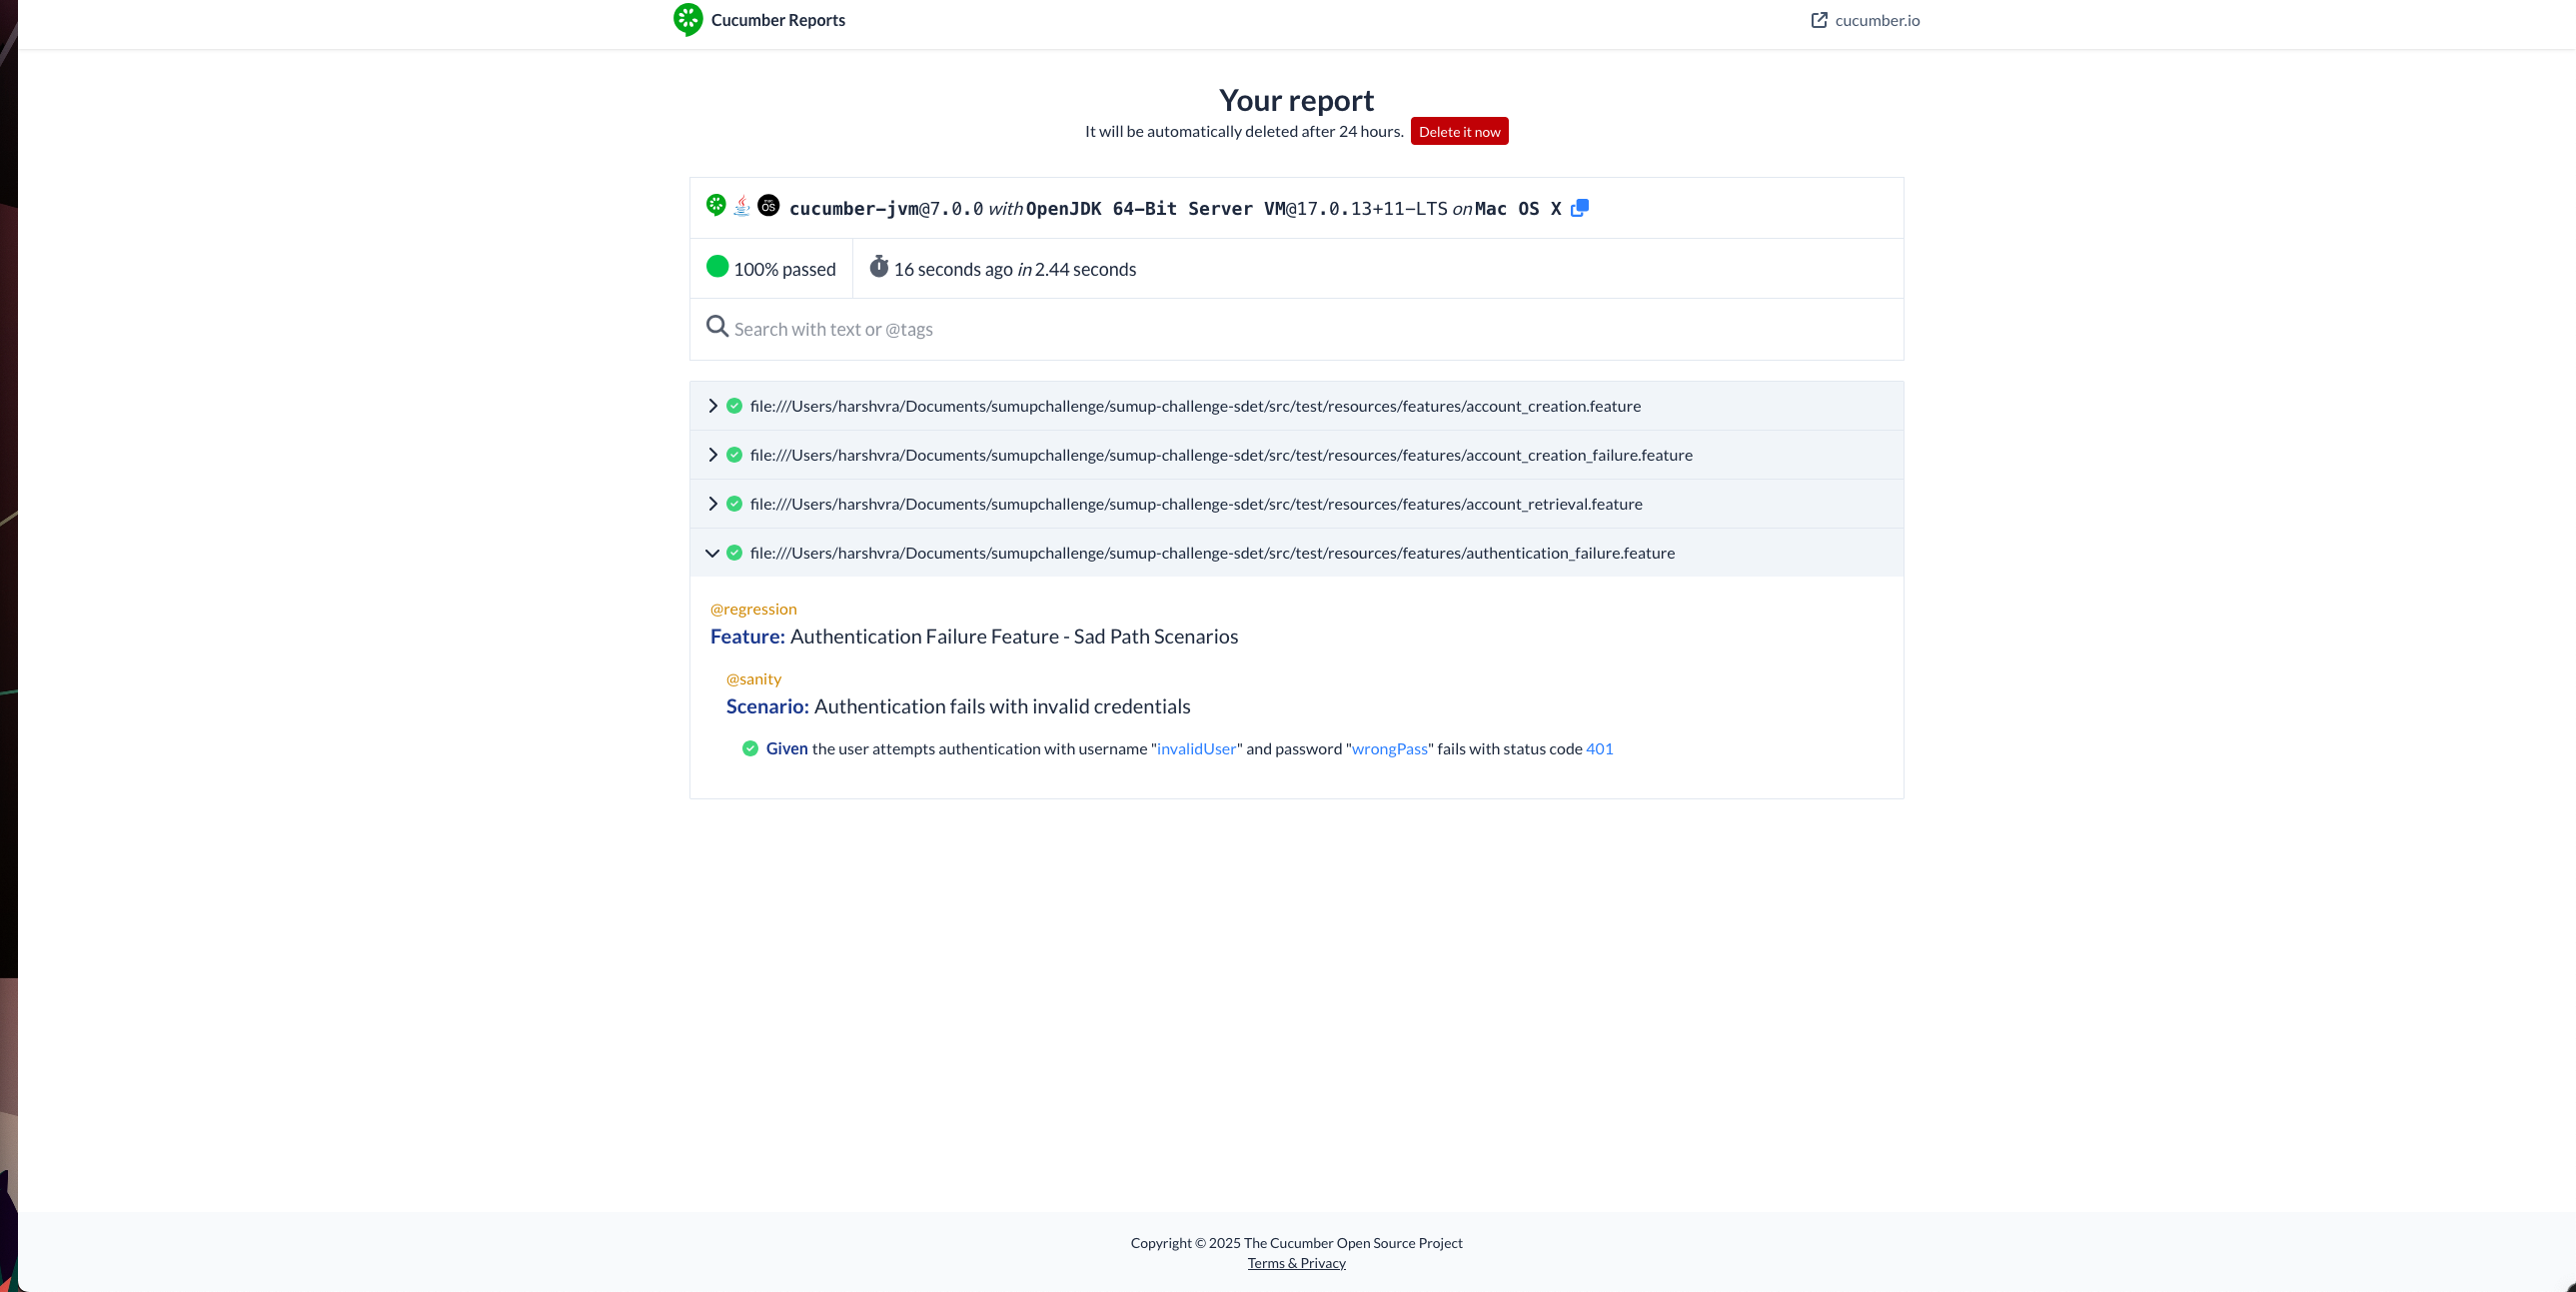 Cucumber Reports
cucumber.io
Your report
It will be automatically deleted after 24 hours. Delete it now
cucumber-jvm@7.0.0 with OpenJDK 64-Bit Server VM@17.0.13+11-LTS on Mac OS X
100% passed
16 seconds ago in 2.44 seconds
Search with text or @tags
file:///Users/harshvra/Documents/sumupchallenge/sumup-challenge-sdet/src/test/resources/features/account_creation.feature
file:///Users/harshvra/Documents/sumupchallenge/sumup-challenge-sdet/src/test/resources/features/account_creation_failure.feature
file:///Users/harshvra/Documents/sumupchallenge/sumup-challenge-sdet/src/test/resources/features/account_retrieval.feature
file:///Users/harshvra/Documents/sumupchallenge/sumup-challenge-sdet/src/test/resources/features/authentication_failure.feature
@regression
Feature: Authentication Failure Feature - Sad Path Scenarios
@sanity
Scenario: Authentication fails with invalid credentials
Given the user attempts authentication with username "invalidUser" and password "wrongPass" fails with status code 401
Copyright © 2025 The Cucumber Open Source Project
Terms & Privacy